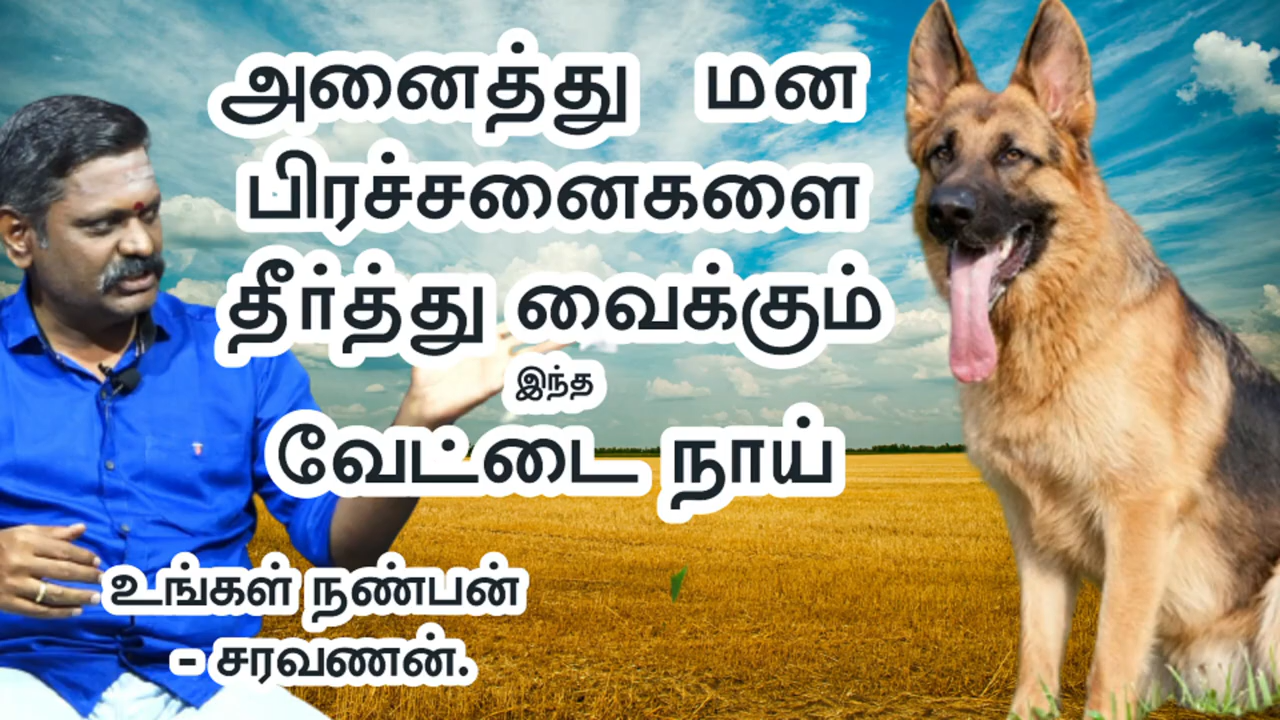 அனைத்து மன
பிரச்சனைகளை
தீர்த்து வைக்கும்
இந்த
வேட்டை நாய்
உங்கள் நண்பன்
- சரவணன்.